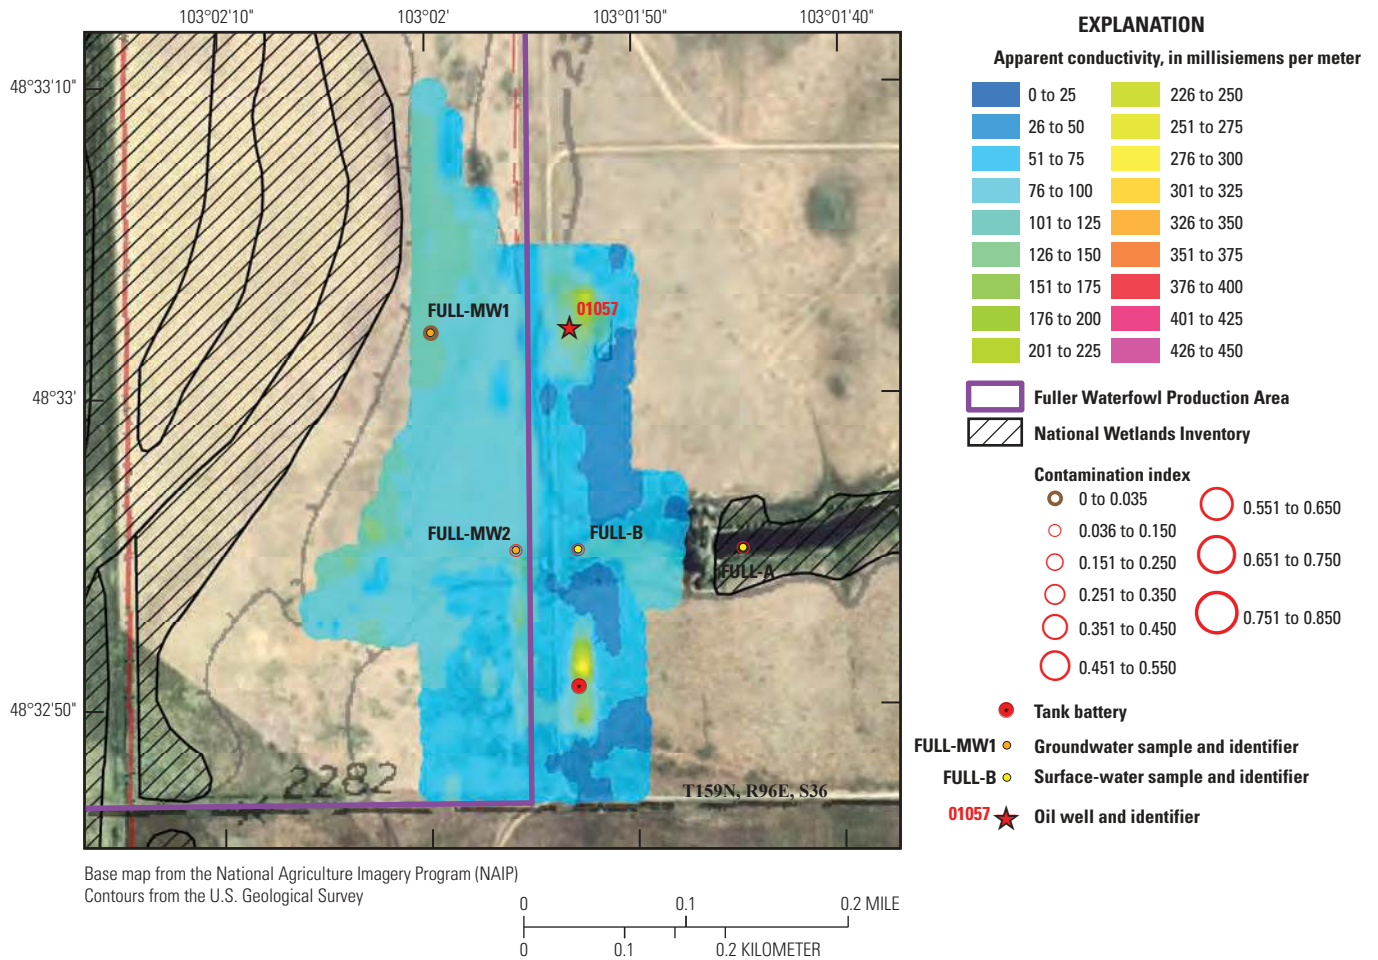 103°02'10" 103°02' 103°01'50" 103°01'40"
48°33'10"
48°33'
48°32'50"
FULL-MW1
01057
FULL-MW2
FULL-B
FULL-A
2282
T159N, R96E, S36
Base map from the National Agriculture Imagery Program (NAIP)
Contours from the U.S. Geological Survey
0 0.1 0.2 MILE
0 0.1 0.2 KILOMETER
EXPLANATION
Apparent conductivity, in millisiemens per meter
0 to 25 226 to 250
26 to 50 251 to 275
51 to 75 276 to 300
76 to 100 301 to 325
101 to 125 326 to 350
126 to 150 351 to 375
151 to 175 376 to 400
176 to 200 401 to 425
201 to 225 426 to 450
Fuller Waterfowl Production Area
National Wetlands Inventory
Contamination index
0 to 0.035 0.551 to 0.650
0.036 to 0.150
0.151 to 0.250 0.651 to 0.750
0.251 to 0.350
0.351 to 0.450 0.751 to 0.850
0.451 to 0.550
Tank battery
FULL-MW1 Groundwater sample and identifier
FULL-B Surface-water sample and identifier
01057 Oil well and identifier